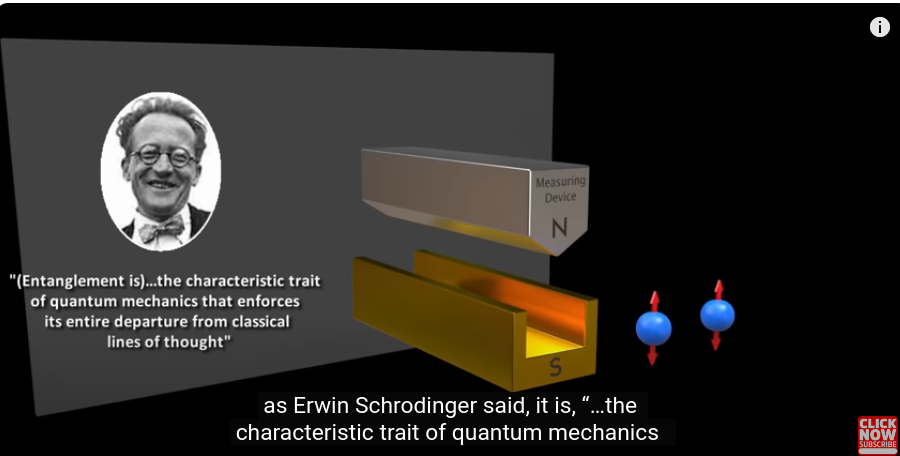 i
Measuring
Device
N
"(Entanglement is)...the characteristic trait
of quantum mechanics that enforces
its entire departure from classical
lines of thought"
S
as Erwin Schrodinger said, it is, “...the
characteristic trait of quantum mechanics
CLICK
NOW
SUBSCRIBE